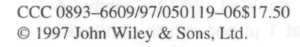 CCC 0893–6609/97/050119–06$17.50
© 1997 John Wiley & Sons, Ltd.